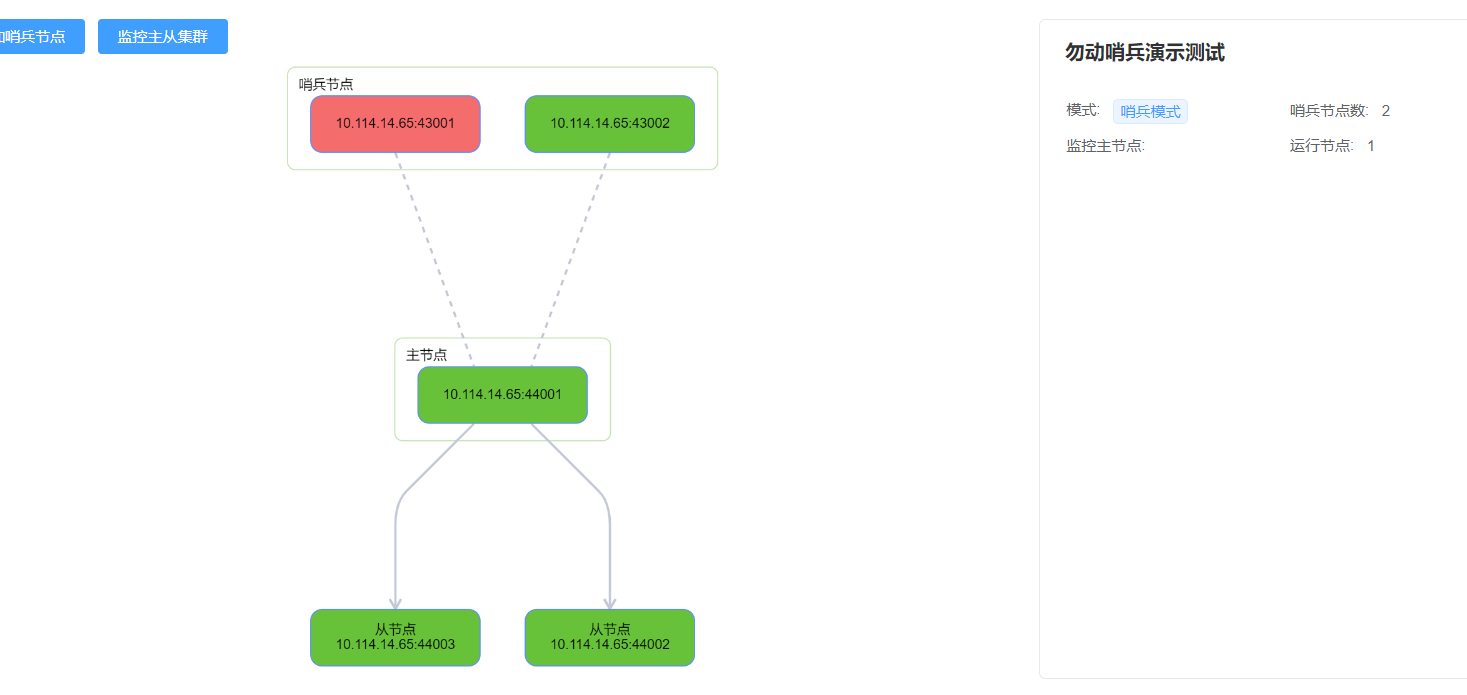 哨兵节点
监控主从集群
哨兵节点
10.114.14.65:43001
10.114.14.65:43002
主节点
10.114.14.65:44001
从节点
10.114.14.65:44003
从节点
10.114.14.65:44002
勿动哨兵演示测试
模式: 哨兵模式
哨兵节点数: 2
监控主节点:
运行节点: 1